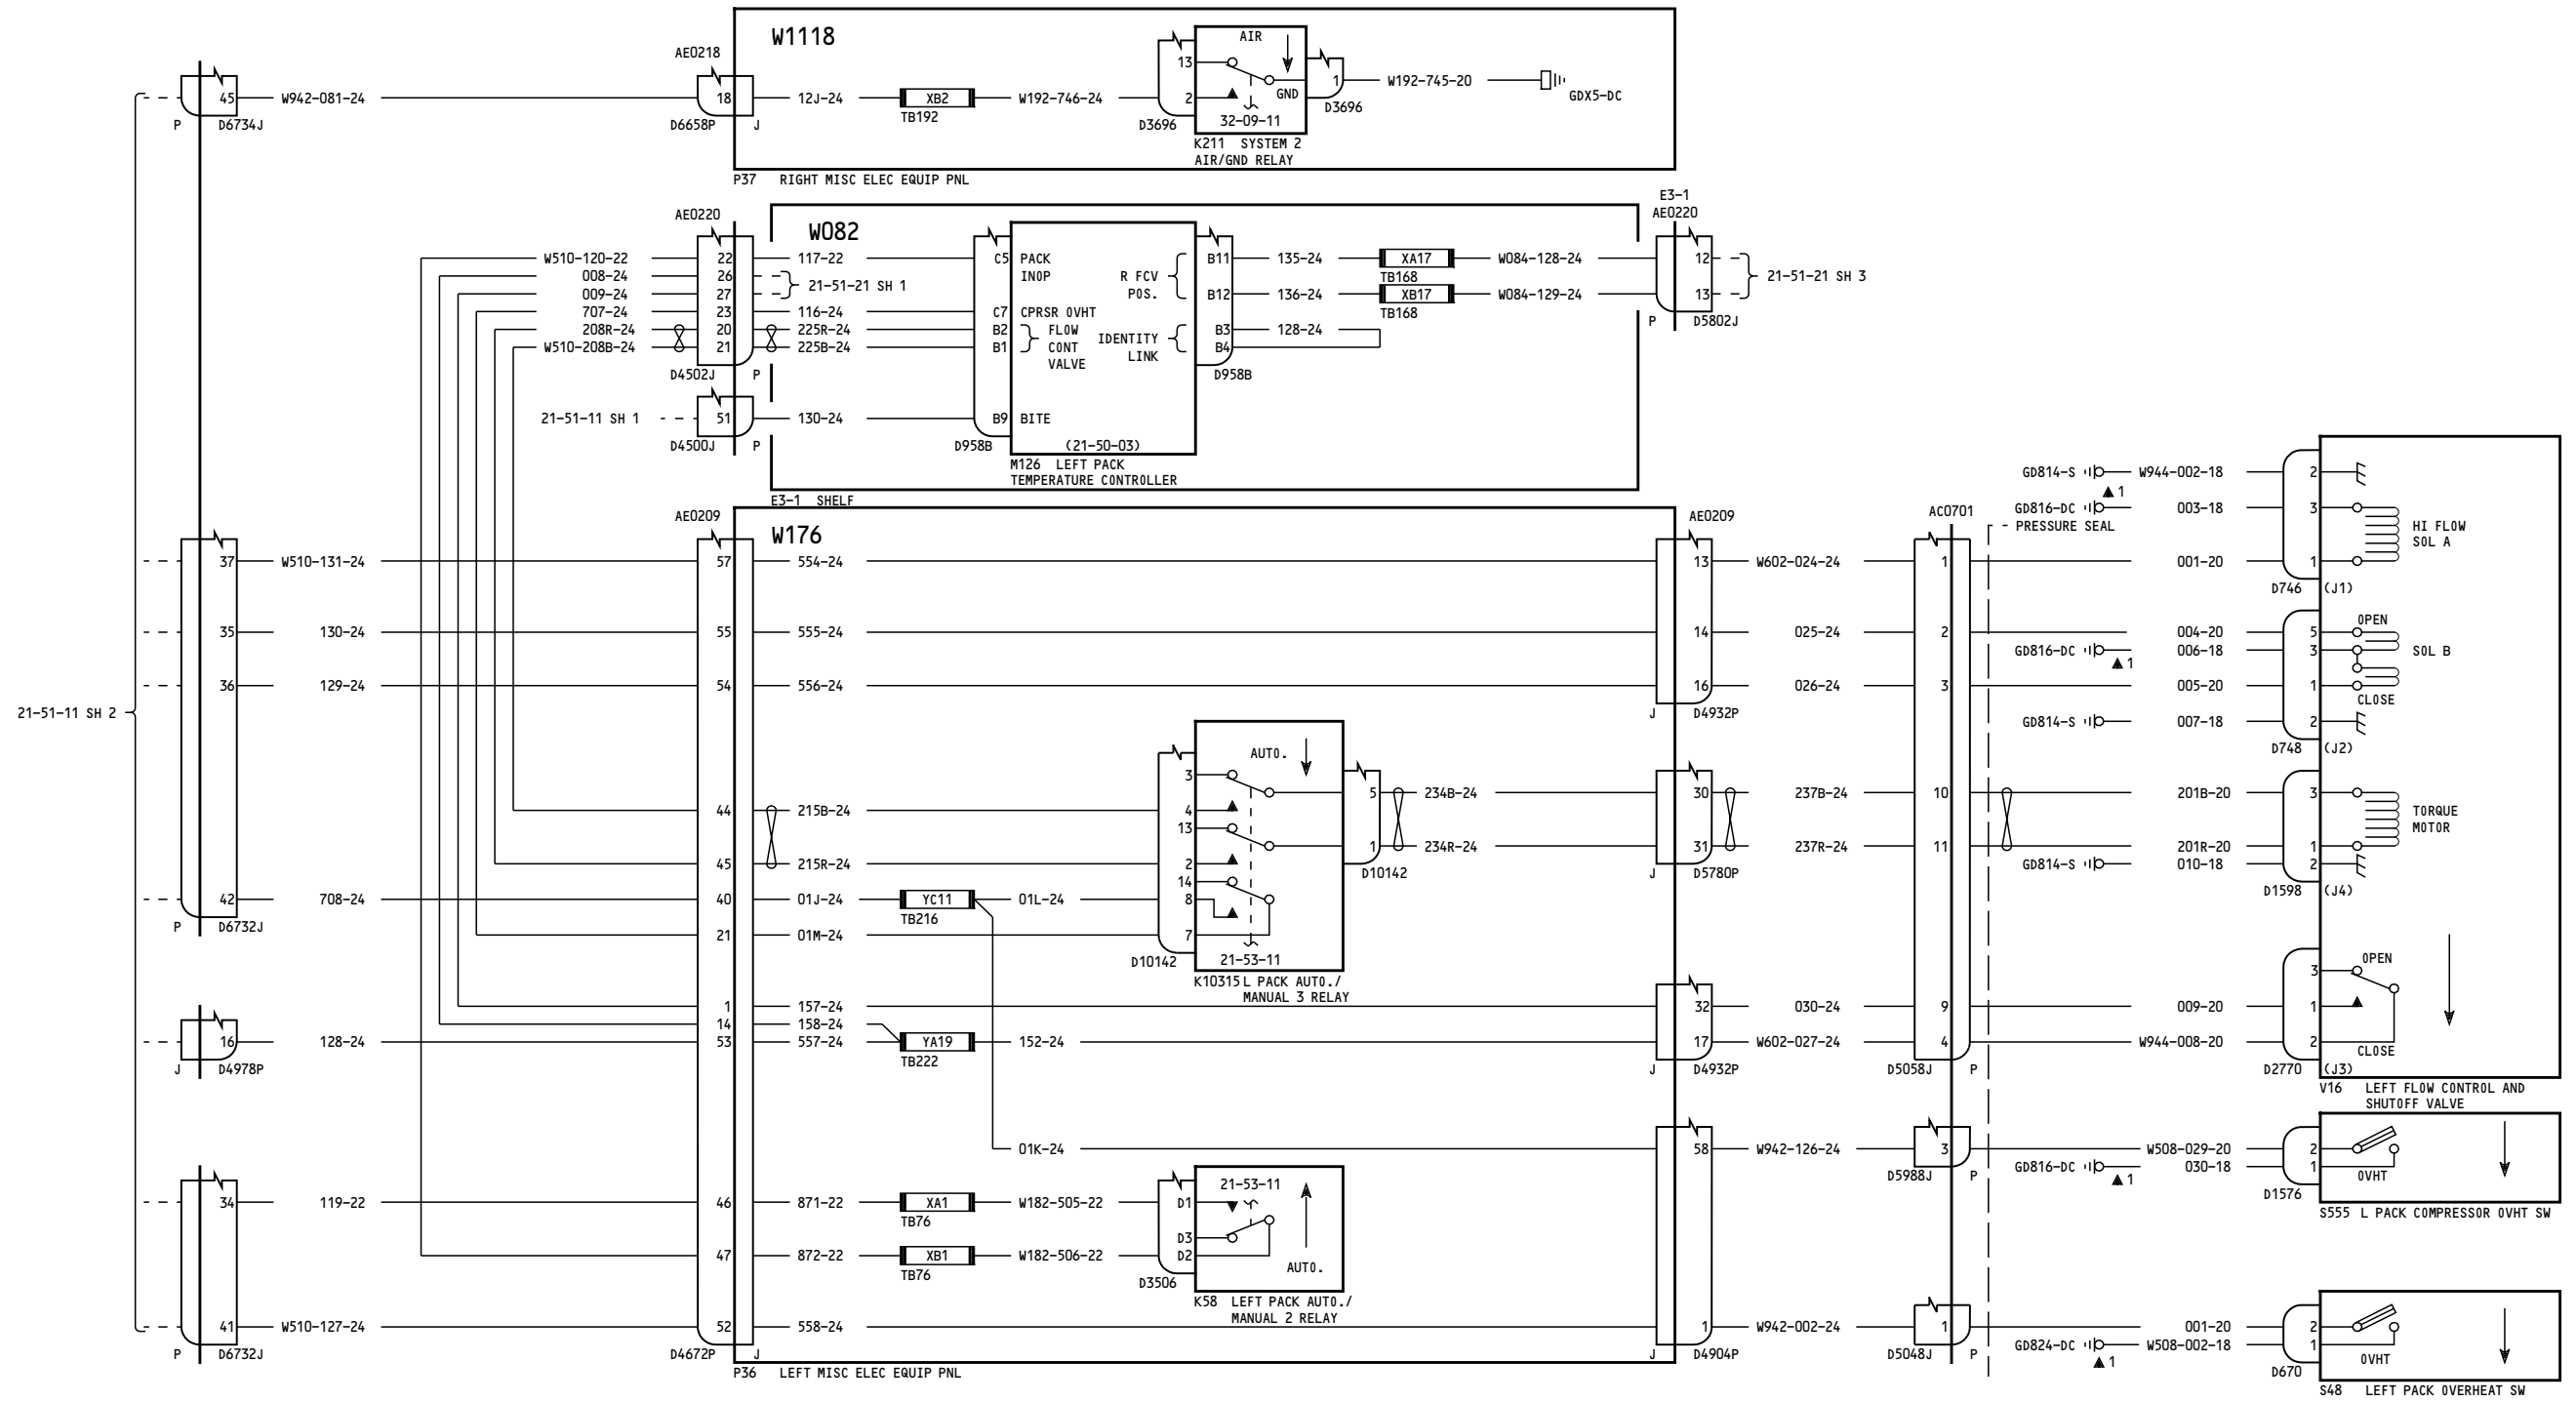 W1118
AE0218
AIR
13
2
1
W192-745-20
GND
GDX5-DC
D3696
45
W942-081-24
18
12J-24
XB2
W192-746-24
TB192
P
D6734J
D6658P
J
D3696
32-09-11
K211 SYSTEM 2
AIR/GND RELAY
P37 RIGHT MISC ELEC EQUIP PNL
E3-1
AE0220
AE0220
W082
W510-120-22
22
117-22
C5
PACK
INOP
R FCV
POS.
B11
135-24
XA17
W084-128-24
12
TB168
008-24
26
21-51-21 SH 1
21-51-21 SH 3
009-24
27
B12
136-24
XB17
W084-129-24
13
TB168
P
D5802J
707-24
23
116-24
C7
CPRSR OVHT
208R-24
20
225R-24
B2
FLOW
CONT
VALVE
IDENTITY
LINK
B3
128-24
W510-208B-24
21
225B-24
B1
B4
D4502J
P
D958B
21-51-11 SH 1
51
130-24
B9
BITE
D4500J
P
D958B
(21-50-03)
M126 LEFT PACK
TEMPERATURE CONTROLLER
E3-1 SHELF
AE0209
W176
AE0209
AC0701
PRESSURE SEAL
GD814-S
W944-002-18
2
1
GD816-DC
003-18
3
HI FLOW
SOL A
37
W510-131-24
57
554-24
13
W602-024-24
1
001-20
1
D746
(J1)
OPEN
35
130-24
55
555-24
14
025-24
2
004-20
5
GD816-DC
006-18
3
SOL B
1
36
129-24
54
556-24
16
026-24
3
005-20
1
CLOSE
J
D4932P
GD814-S
007-18
2
D748
(J2)
21-51-11 SH 2
AUTO.
3
5
234B-24
30
237B-24
10
201B-20
3
TORQUE
MOTOR
44
215B-24
4
13
1
234R-24
31
237R-24
11
201R-20
1
45
215R-24
2
D10142
J
D5780P
GD814-S
010-18
2
D1598
(J4)
14
42
708-24
40
01J-24
YC11
01L-24
8
TB216
P
D6732J
21
01M-24
7
D10142
21-53-11
K10315 L PACK AUTO./
MANUAL 3 RELAY
OPEN
3
1
157-24
32
030-24
9
009-20
1
14
158-24
16
128-24
53
557-24
YA19
152-24
17
W602-027-24
4
W944-008-20
2
CLOSE
TB222
J
D4978P
J
D4932P
D5058J
P
D2770
(J3)
V16 LEFT FLOW CONTROL AND
SHUTOFF VALVE
01K-24
58
W942-126-24
3
W508-029-20
2
D5988J
P
GD816-DC
030-18
1
OVHT
1
D1576
S555 L PACK COMPRESSOR OVHT SW
34
119-22
46
871-22
XA1
W182-505-22
D1
21-53-11
TB76
D3
47
872-22
XB1
W182-506-22
D2
AUTO.
TB76
D3506
K58 LEFT PACK AUTO./
MANUAL 2 RELAY
41
W510-127-24
52
558-24
1
W942-002-24
1
001-20
2
GD824-DC
W508-002-18
1
OVHT
1
P
D6732J
D4672P
J
J
D4904P
D5048J
P
D670
P36 LEFT MISC ELEC EQUIP PNL
S48 LEFT PACK OVERHEAT SW